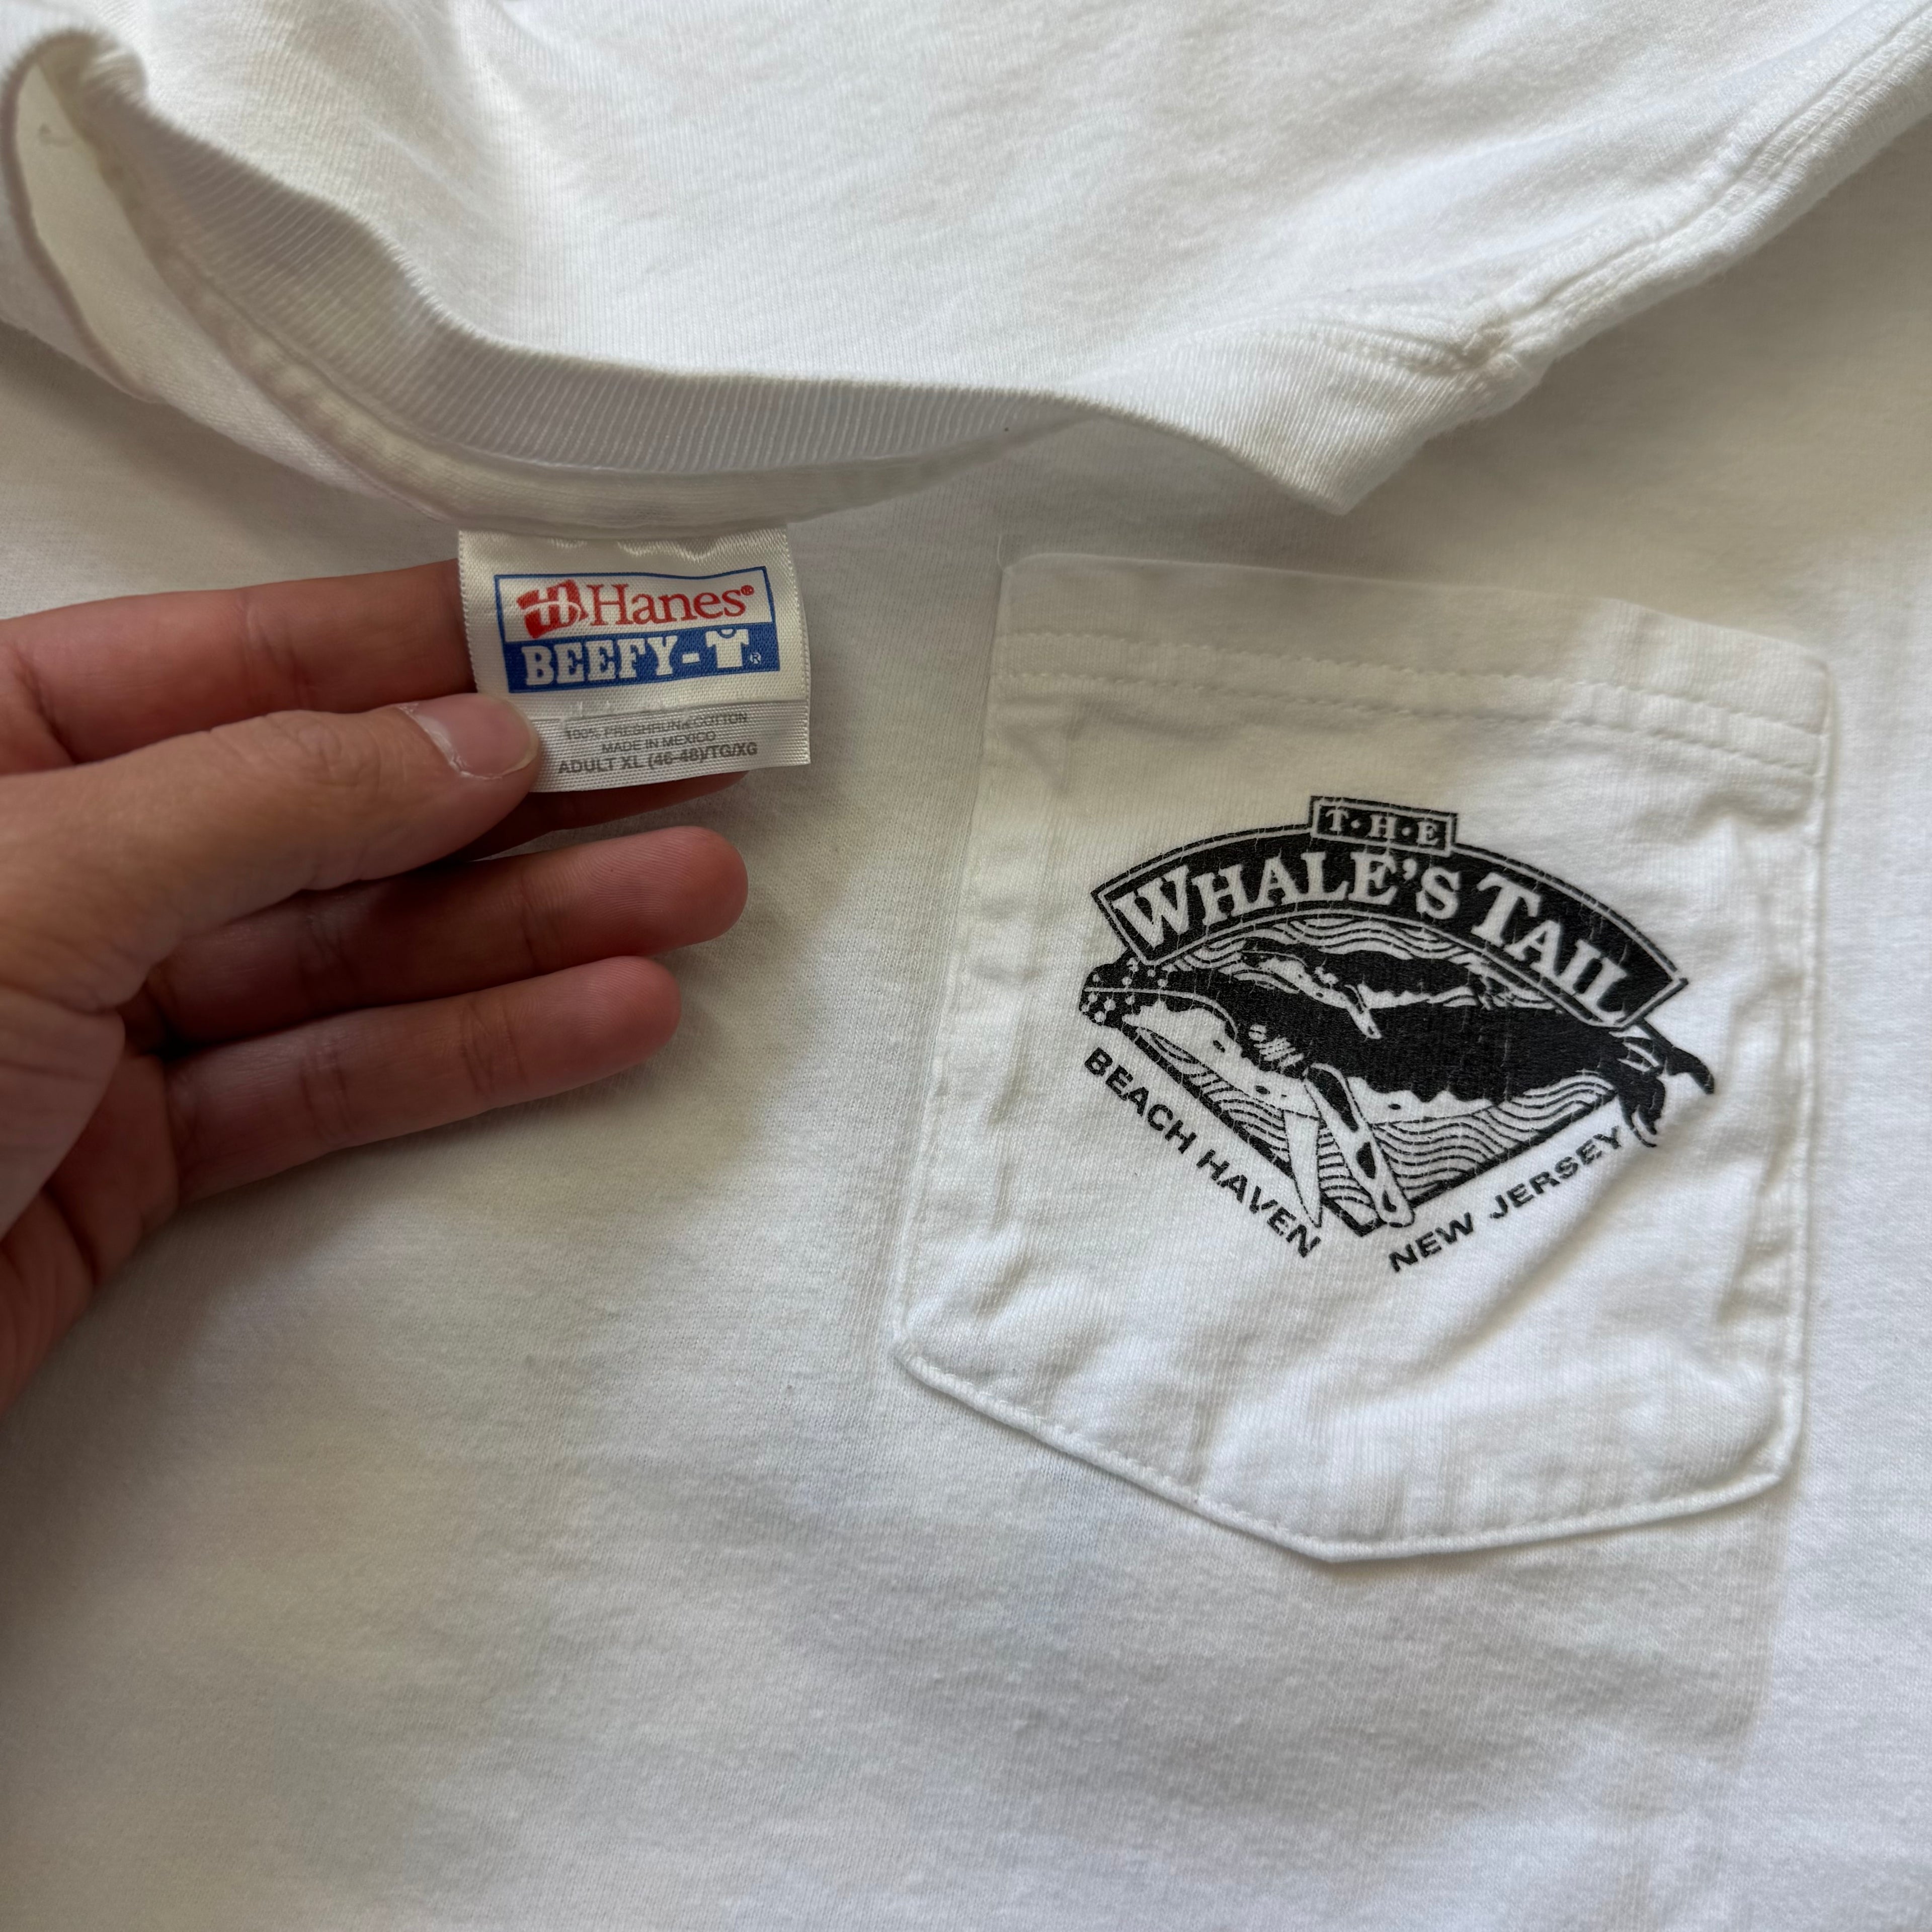 Hanes®
BEEFY-T®
100% PRESHRUNK COTTON
MADE IN MEXICO
ADULT XL (46-48)/TG/XG
T•H•E
WHALE'S TAIL
BEACH HAVEN
NEW JERSEY